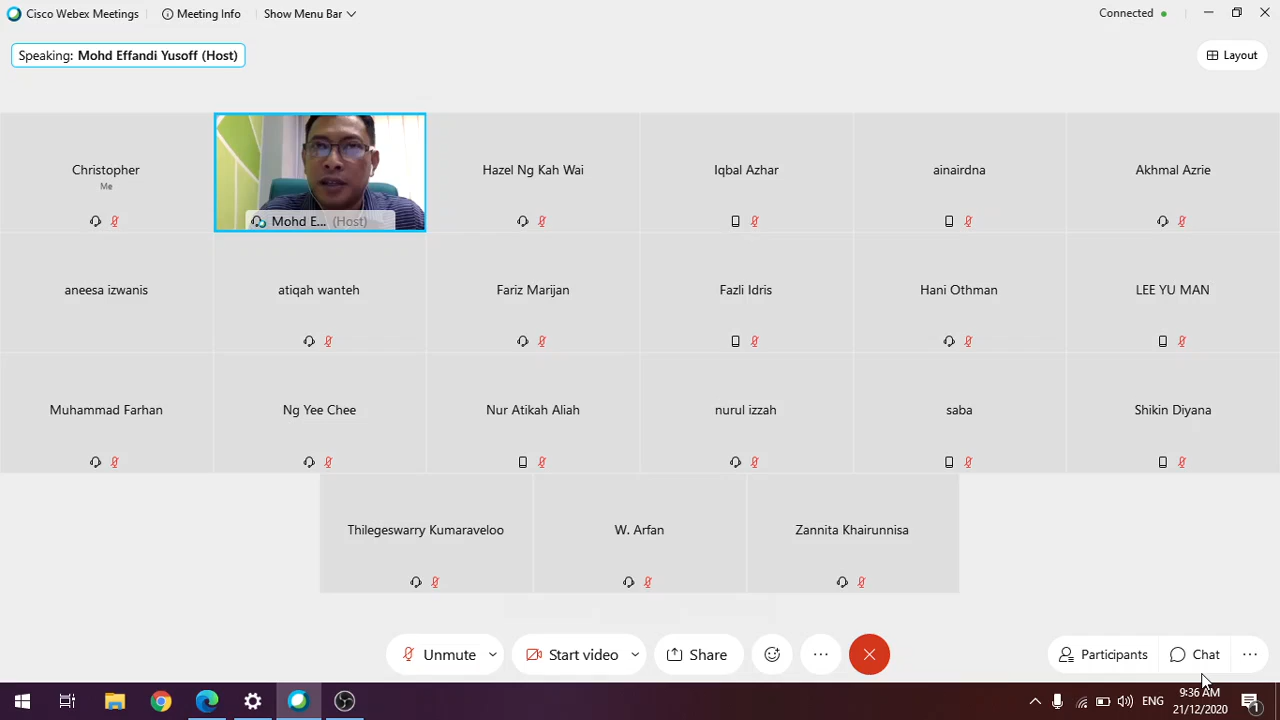 Cisco Webex Meetings
Meeting Info
Show Menu Bar
Connected
Speaking: Mohd Effandi Yusoff (Host)
Layout
Christopher
Me
Mohd E... (Host)
Hazel Ng Kah Wai
Iqbal Azhar
ainairdna
Akhmal Azrie
aneesa izwanis
atiqah wanteh
Fariz Marijan
Fazli Idris
Hani Othman
LEE YU MAN
Muhammad Farhan
Ng Yee Chee
Nur Atikah Aliah
nurul izzah
saba
Shikin Diyana
Thilegeswarry Kumaraveloo
W. Arfan
Zannita Khairunnisa
Unmute
Start video
Share
Participants
Chat
ENG
9:36 AM
21/12/2020
1